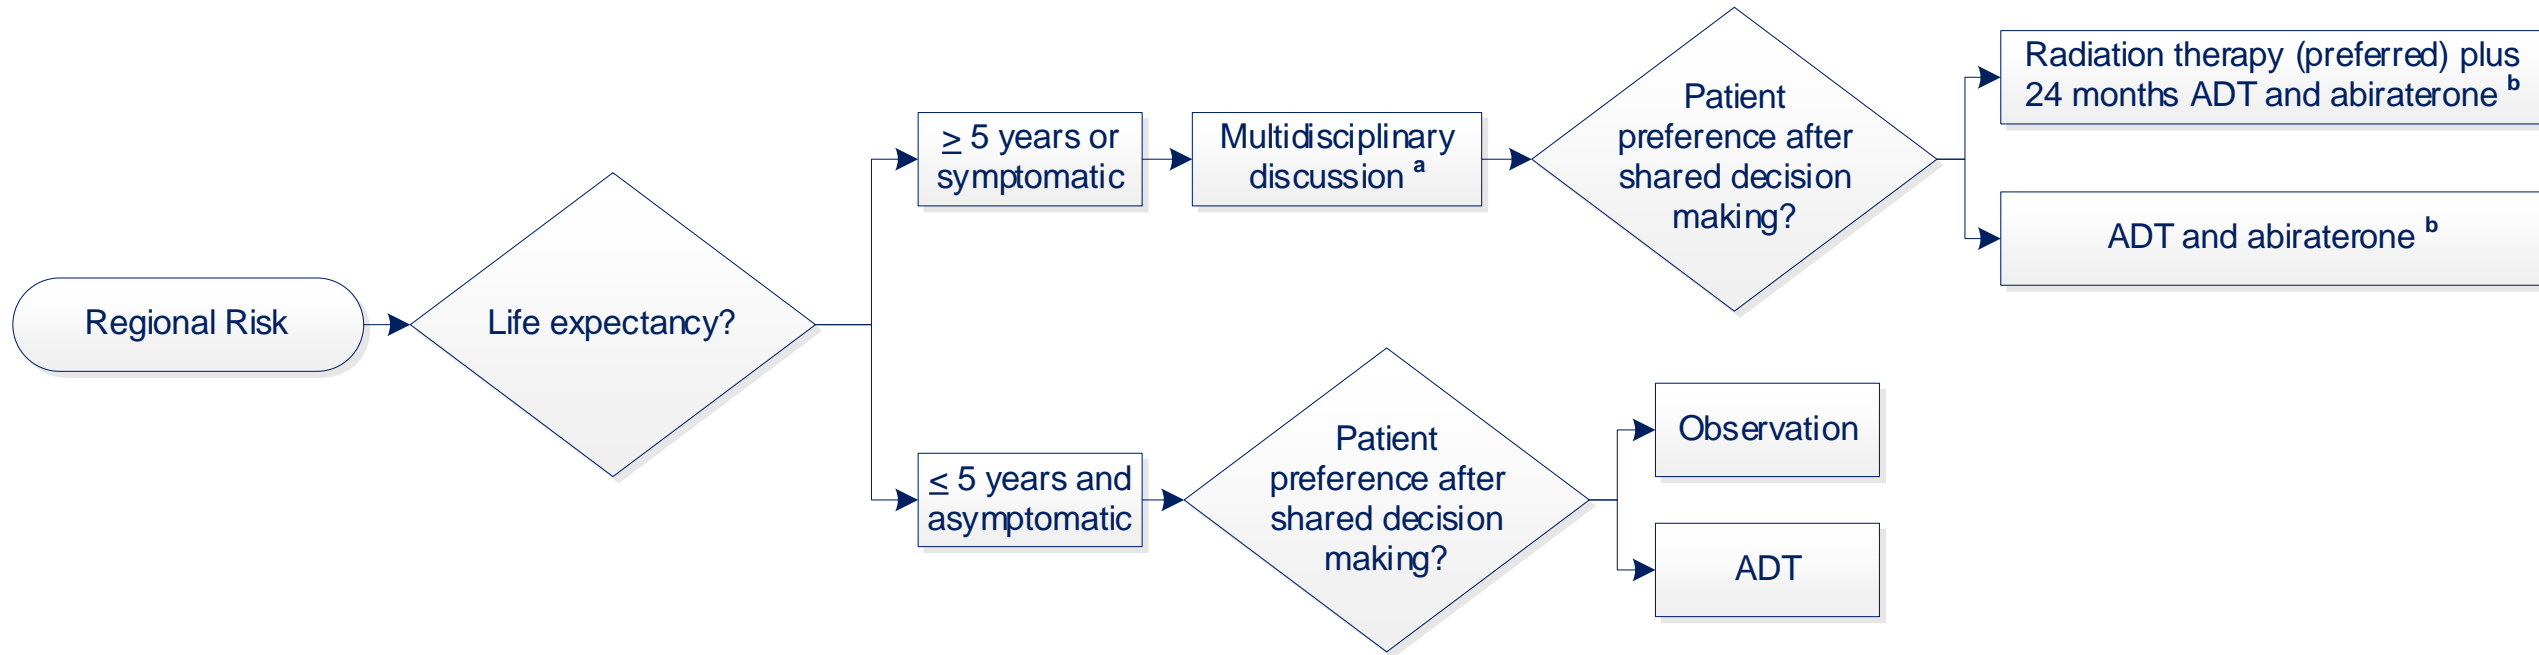 Regional Risk
Life expectancy?
≥ 5 years or
symptomatic
Multidisciplinary
discussion a
Patient
preference after
shared decision
making?
Radiation therapy (preferred) plus
24 months ADT and abiraterone b
ADT and abiraterone b
≤ 5 years and
asymptomatic
Patient
preference after
shared decision
making?
Observation
ADT